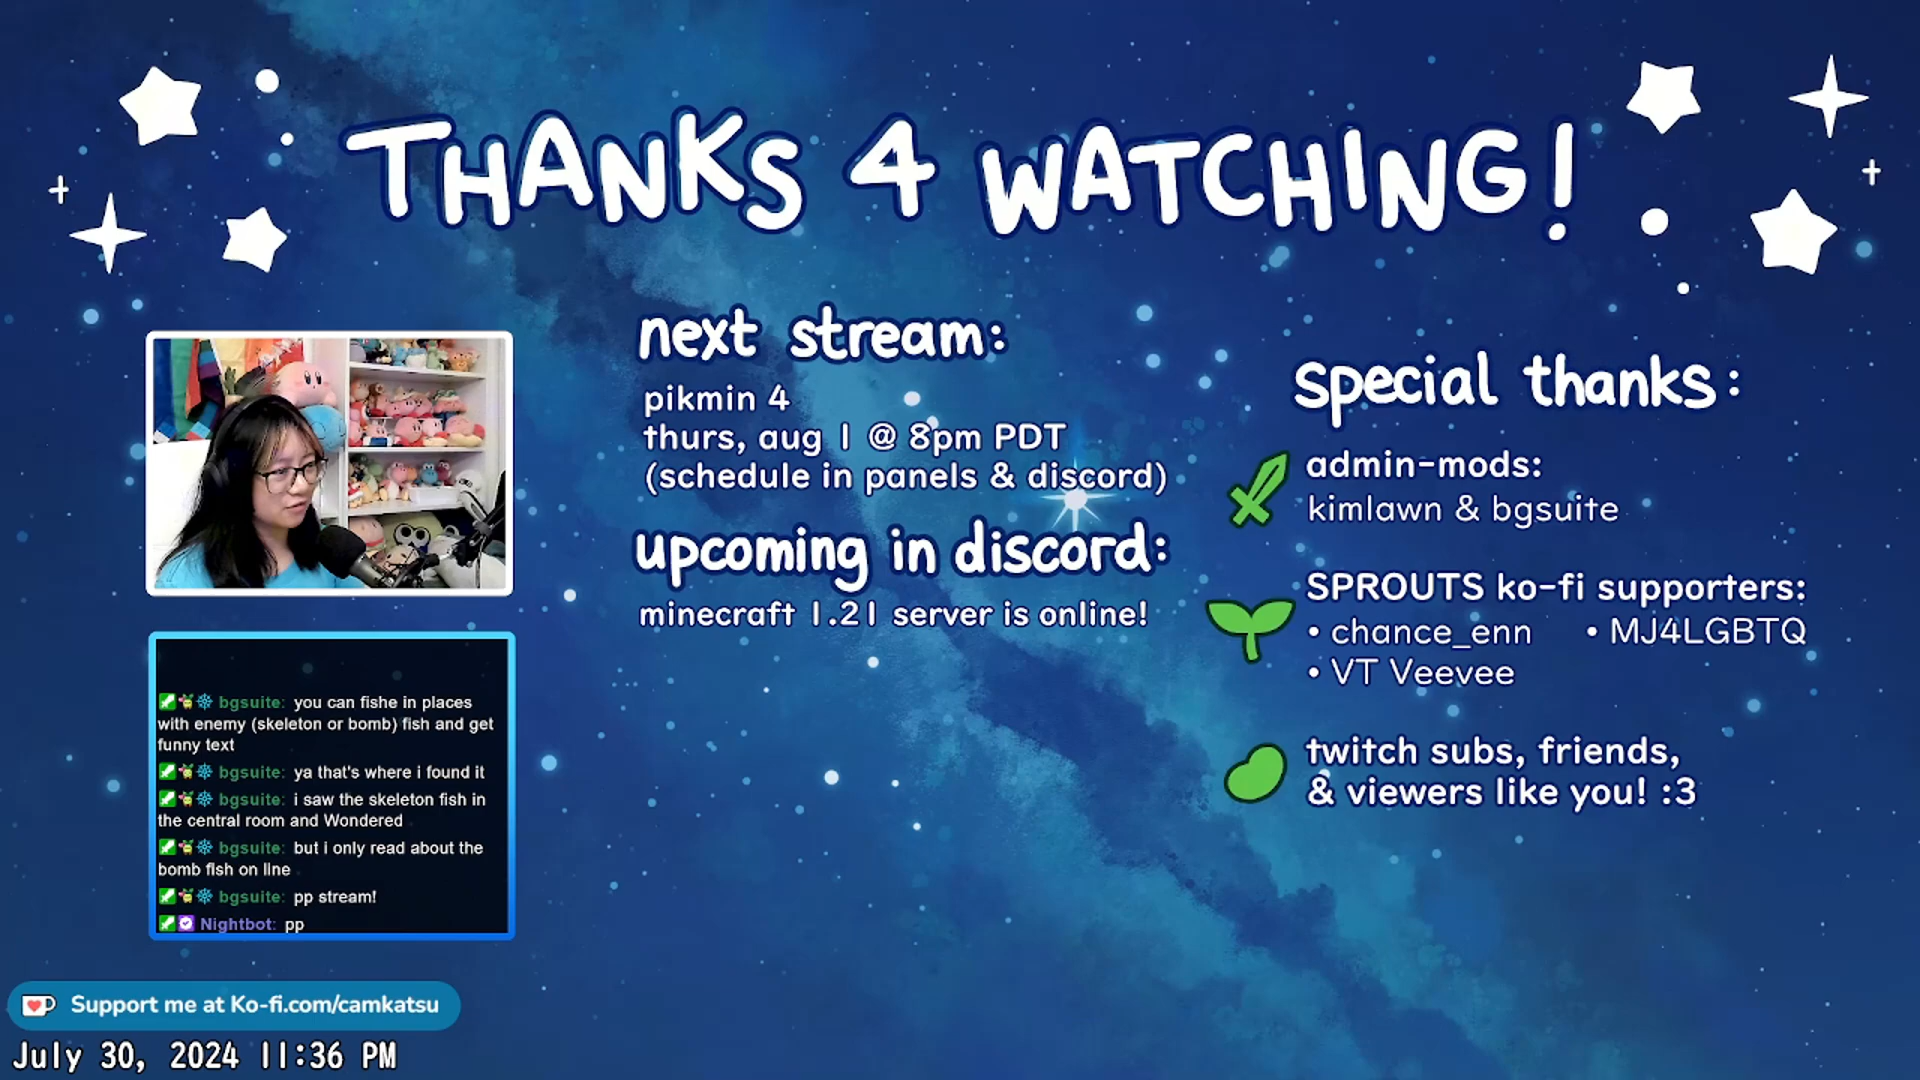 THANKS 4 WATCHING!
next stream:
pikmin 4
thurs, aug 1 @ 8pm PDT
(schedule in panels & discord)
upcoming in discord:
minecraft 1.21 server is online!
special thanks:
admin-mods:
kimlawn & bgsuite
SPROUTS ko-fi supporters:
• chance_enn • MJ4LGBTQ
• VT Veevee
twitch subs, friends,
& viewers like you! :3
bgsuite: you can fishe in places
with enemy (skeleton or bomb) fish and get
funny text
bgsuite: ya that's where i found it
bgsuite: i saw the skeleton fish in
the central room and Wondered
bgsuite: but i only read about the
bomb fish on line
bgsuite: pp stream!
Nightbot: pp
Support me at Ko-fi.com/camkatsu
July 30, 2024 11:36 PM